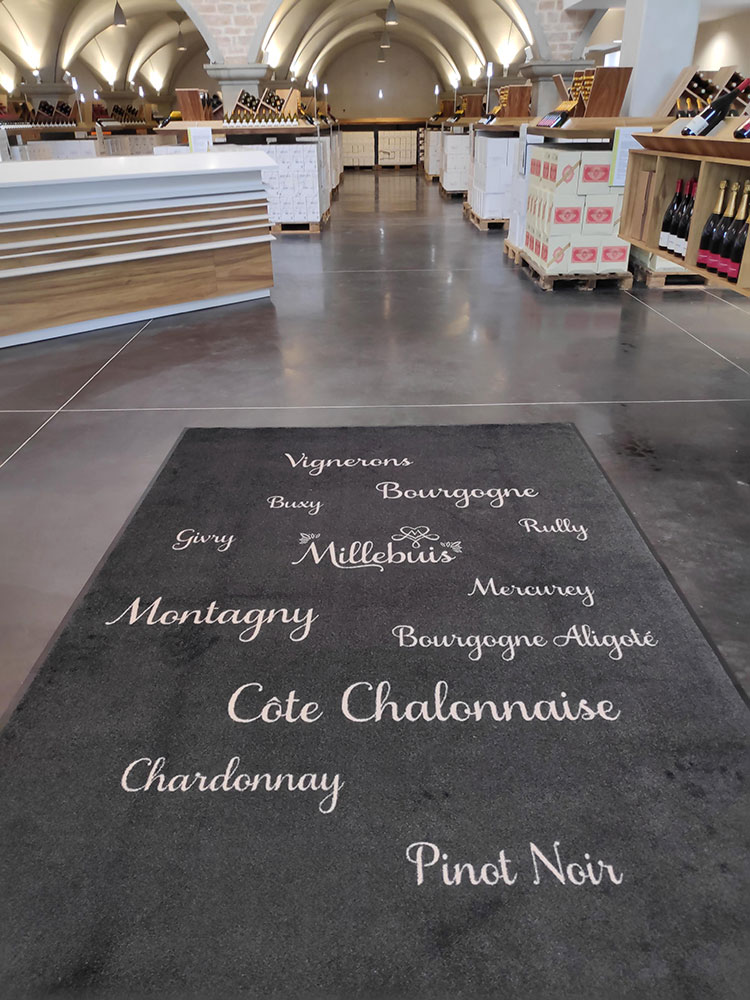 Vignerons
Bourgogne
Buxy
Rully
Givry
Millebuis
Mercurey
Montagny
Bourgogne Aligoté
Côte Chalonnaise
Chardonnay
Pinot Noir